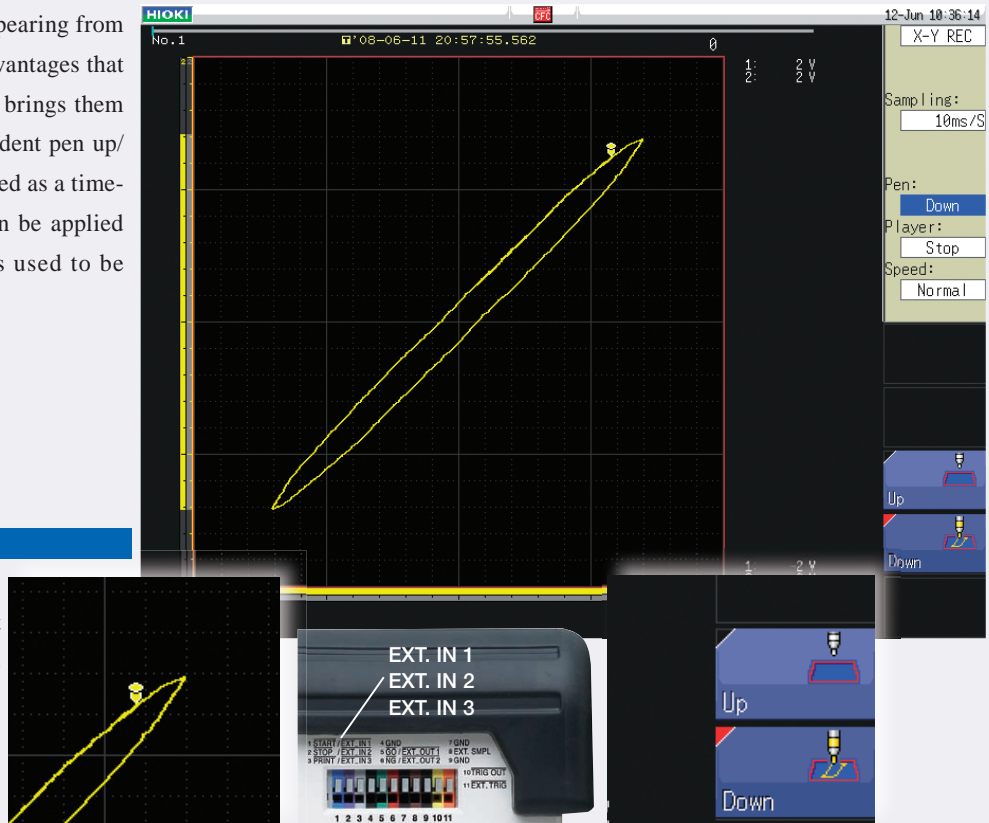 pearing from
vantages that
brings them
dent pen up/
ed as a time-
n be applied
s used to be
HIOKI
CFC
12-Jun 10:36:14
No.1
T'08-06-11 20:57:55.562
0
1: 2 V
2: 2 V
X-Y REC
Sampling:
10ms/S
Pen:
Down
Player:
Stop
Speed:
Normal
Up
Down
1: -2 V
EXT. IN 1
EXT. IN 2
EXT. IN 3
1 START/EXT.IN1 4 GND 7 GND
2 STOP /EXT.IN2 5 GO/EXT.OUT1 8 EXT. SMPL
3 PRINT /EXT.IN3 6 NG/EXT.OUT2 9 GND
10 TRIG OUT
11 EXT.TRIG
1 2 3 4 5 6 7 8 9 10 11
Up
Down